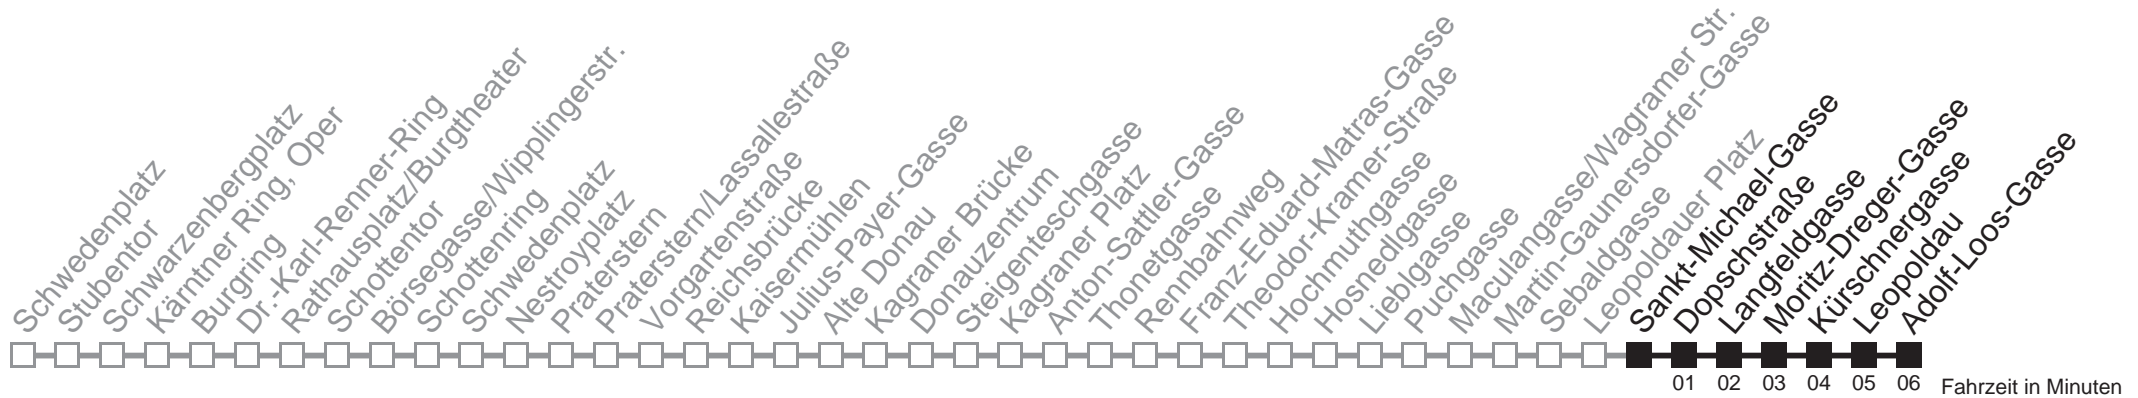 Schwedenplatz
Stubentor
Schwarzenbergplatz
Kärntner Ring, Oper
Burgring
Dr.-Karl-Renner-Ring
Rathausplatz/Burgtheater
Schottentor
Börsegasse/Wipplingerstr.
Schottenring
Schwedenplatz
Nestroyplatz
Praterstern
Praterstern/Lassallestraße
Vorgartenstraße
Reichsbrücke
Kaisermühlen
Julius-Payer-Gasse
Alte Donau
Kagraner Brücke
Donauzentrum
Steigenteschgasse
Kagraner Platz
Anton-Sattler-Gasse
Thonetgasse
Rennbahnweg
Franz-Eduard-Matras-Gasse
Theodor-Kramer-Straße
Hochmuthgasse
Hosnedlgasse
Lieblgasse
Puchgasse
Maculangasse/Wagramer Str.
Martin-Gaunersdorfer-Gasse
Sebaldgasse
Leopoldauer Platz
Sankt-Michael-Gasse
Dopschstraße
Langfeldgasse
Moritz-Dreger-Gasse
Kürschnergasse
Leopoldau
Adolf-Loos-Gasse
01 02 03 04 05 06 Fahrzeit in Minuten